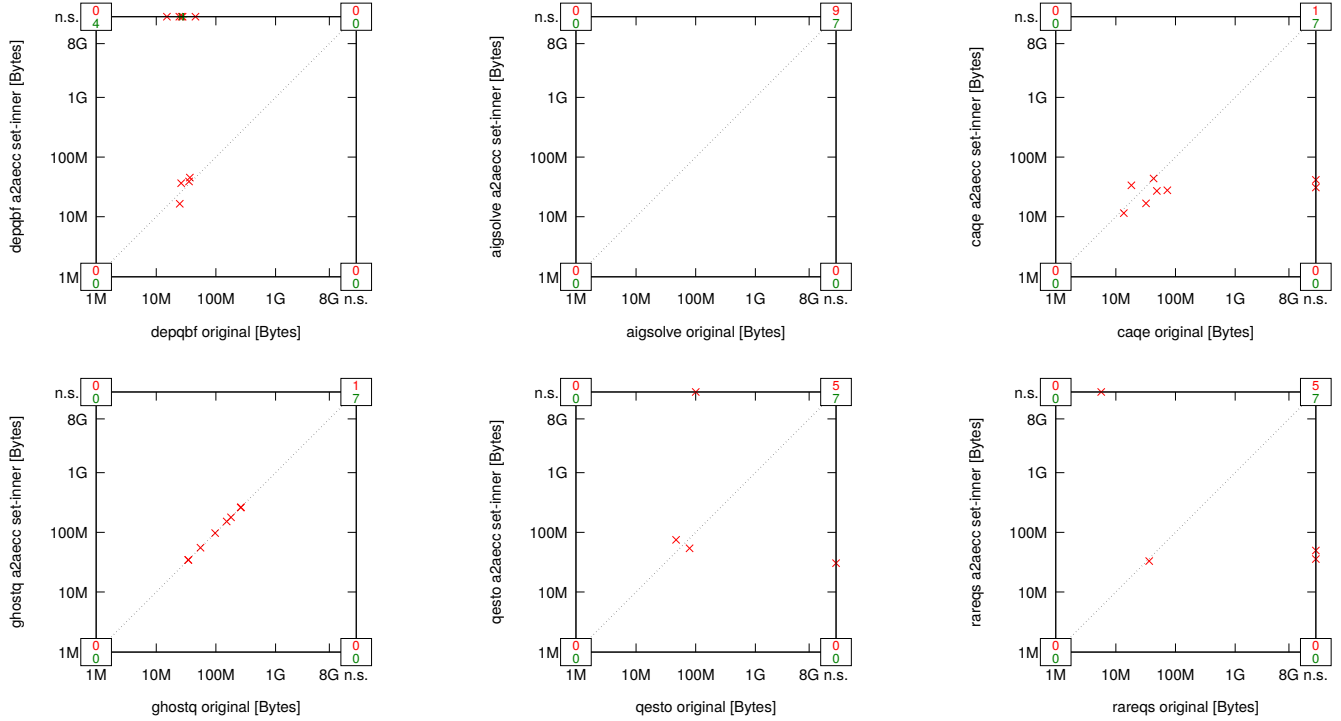 depqbf a2aecc set-inner [Bytes]
n.s.
8G
1G
100M
10M
1M
0
4
0
0
0
0
0
0
1M 10M 100M 1G 8G n.s.
depqbf original [Bytes]
aigsolve a2aecc set-inner [Bytes]
n.s.
8G
1G
100M
10M
1M
0
0
9
7
0
0
0
0
1M 10M 100M 1G 8G n.s.
aigsolve original [Bytes]
caqe a2aecc set-inner [Bytes]
n.s.
8G
1G
100M
10M
1M
0
0
1
7
0
0
0
0
1M 10M 100M 1G 8G n.s.
caqe original [Bytes]
ghostq a2aecc set-inner [Bytes]
n.s.
8G
1G
100M
10M
1M
0
0
1
7
0
0
0
0
1M 10M 100M 1G 8G n.s.
ghostq original [Bytes]
qesto a2aecc set-inner [Bytes]
n.s.
8G
1G
100M
10M
1M
0
0
5
7
0
0
0
0
1M 10M 100M 1G 8G n.s.
qesto original [Bytes]
rareqs a2aecc set-inner [Bytes]
n.s.
8G
1G
100M
10M
1M
0
0
5
7
0
0
0
0
1M 10M 100M 1G 8G n.s.
rareqs original [Bytes]